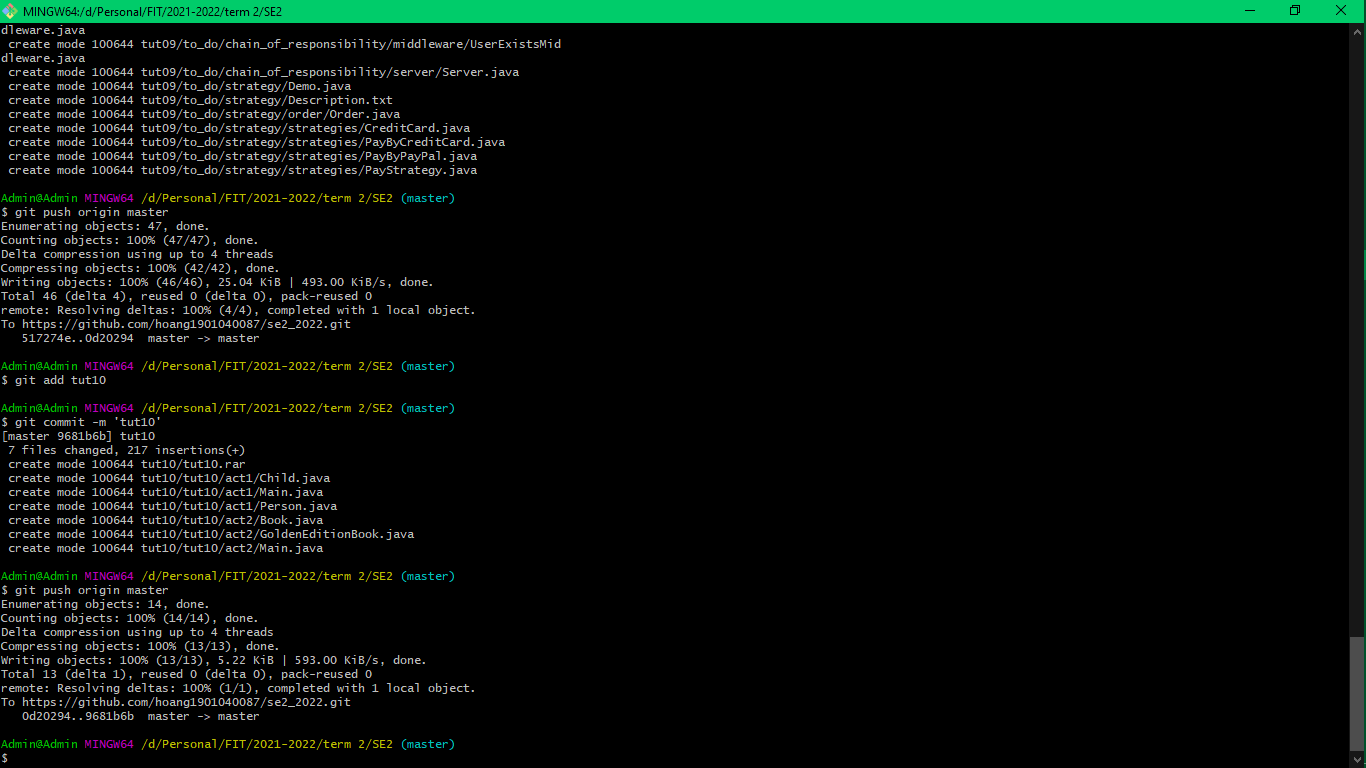 MINGW64:/d/Personal/FIT/2021-2022/term 2/SE2
dleware.java
 create mode 100644 tut09/to_do/chain_of_responsibility/middleware/UserExistsMid
dleware.java
 create mode 100644 tut09/to_do/chain_of_responsibility/server/Server.java
 create mode 100644 tut09/to_do/strategy/Demo.java
 create mode 100644 tut09/to_do/strategy/Description.txt
 create mode 100644 tut09/to_do/strategy/order/Order.java
 create mode 100644 tut09/to_do/strategy/strategies/CreditCard.java
 create mode 100644 tut09/to_do/strategy/strategies/PayByCreditCard.java
 create mode 100644 tut09/to_do/strategy/strategies/PayByPayPal.java
 create mode 100644 tut09/to_do/strategy/strategies/PayStrategy.java
Admin@Admin MINGW64 /d/Personal/FIT/2021-2022/term 2/SE2 (master)
$ git push origin master
Enumerating objects: 47, done.
Counting objects: 100% (47/47), done.
Delta compression using up to 4 threads
Compressing objects: 100% (42/42), done.
Writing objects: 100% (46/46), 25.04 KiB | 493.00 KiB/s, done.
Total 46 (delta 4), reused 0 (delta 0), pack-reused 0
remote: Resolving deltas: 100% (4/4), completed with 1 local object.
To https://github.com/hoang1901040087/se2_2022.git
   517274e..0d20294  master -> master
Admin@Admin MINGW64 /d/Personal/FIT/2021-2022/term 2/SE2 (master)
$ git add tut10
Admin@Admin MINGW64 /d/Personal/FIT/2021-2022/term 2/SE2 (master)
$ git commit -m 'tut10'
[master 9681b6b] tut10
 7 files changed, 217 insertions(+)
 create mode 100644 tut10/tut10.rar
 create mode 100644 tut10/tut10/act1/Child.java
 create mode 100644 tut10/tut10/act1/Main.java
 create mode 100644 tut10/tut10/act1/Person.java
 create mode 100644 tut10/tut10/act2/Book.java
 create mode 100644 tut10/tut10/act2/GoldenEditionBook.java
 create mode 100644 tut10/tut10/act2/Main.java
Admin@Admin MINGW64 /d/Personal/FIT/2021-2022/term 2/SE2 (master)
$ git push origin master
Enumerating objects: 14, done.
Counting objects: 100% (14/14), done.
Delta compression using up to 4 threads
Compressing objects: 100% (13/13), done.
Writing objects: 100% (13/13), 5.22 KiB | 593.00 KiB/s, done.
Total 13 (delta 1), reused 0 (delta 0), pack-reused 0
remote: Resolving deltas: 100% (1/1), completed with 1 local object.
To https://github.com/hoang1901040087/se2_2022.git
   0d20294..9681b6b  master -> master
Admin@Admin MINGW64 /d/Personal/FIT/2021-2022/term 2/SE2 (master)
$